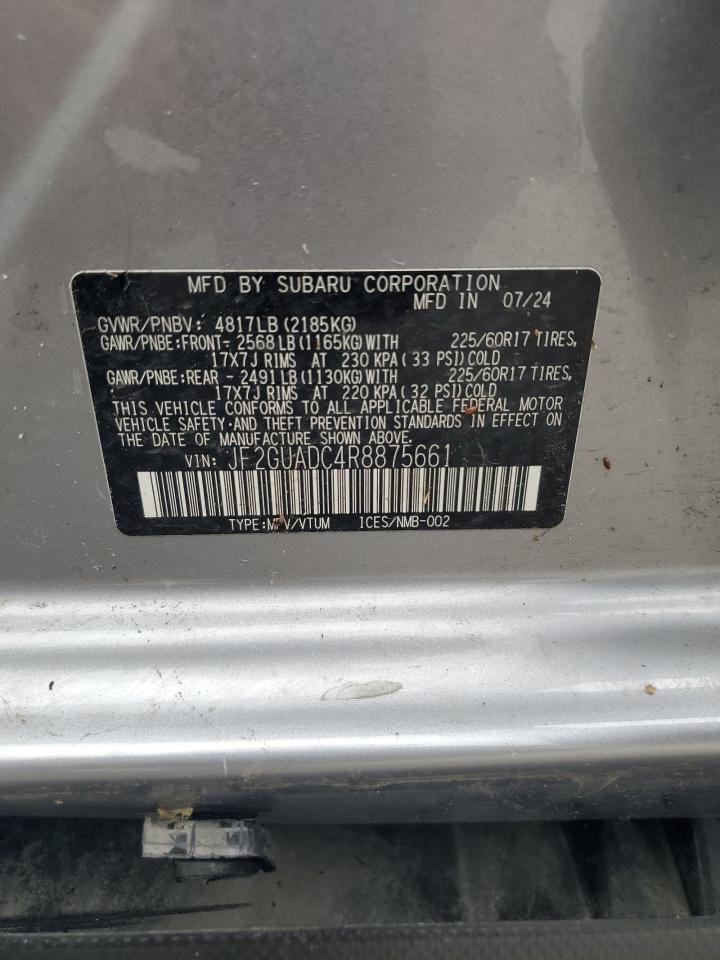 MFD BY SUBARU CORPORATION
MFD IN 07/24
GVWR/PNBV: 4817LB (2185KG)
GAWR/PNBE:FRONT- 2568 LB (1165KG) WITH 225/60R17 TIRES,
17X7J RIMS AT 230 KPA ( 33 PSI) COLD
GAWR/PNBE:REAR - 2491 LB (1130KG) WITH 225/60R17 TIRES,
17X7J RIMS AT 220 KPA ( 32 PSI) COLD
THIS VEHICLE CONFORMS TO ALL APPLICABLE FEDERAL MOTOR
VEHICLE SAFETY AND THEFT PREVENTION STANDARDS IN EFFECT ON
THE DATE OF MANUFACTURE SHOWN ABOVE.
VIN: JF2GUADC4R8875661
TYPE:MPV/VTUM ICES/NMB-002